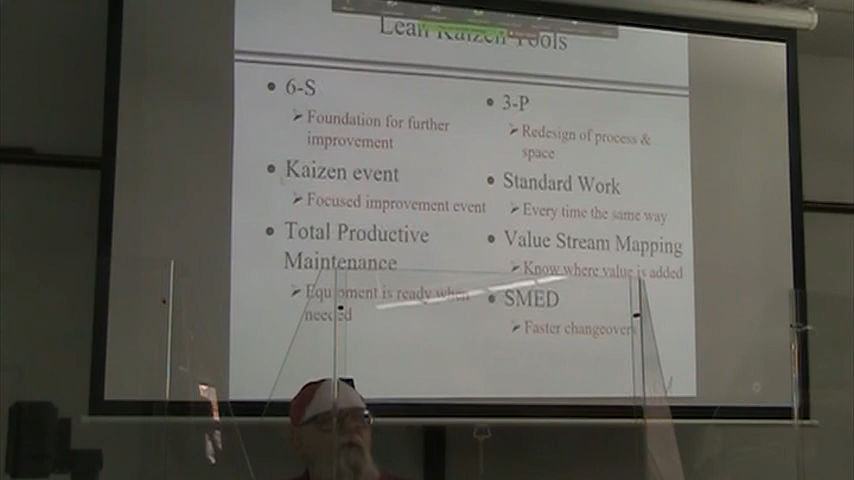 Lean Kaizen Tools
• 6-S
➢ Foundation for further
improvement
• Kaizen event
➢ Focused improvement event
• Total Productive
Maintenance
➢ Equipment is ready when
needed
• 3-P
➢ Redesign of process &
space
• Standard Work
➢ Every time the same way
• Value Stream Mapping
➢ Know where value is added
• SMED
➢ Faster changeovers